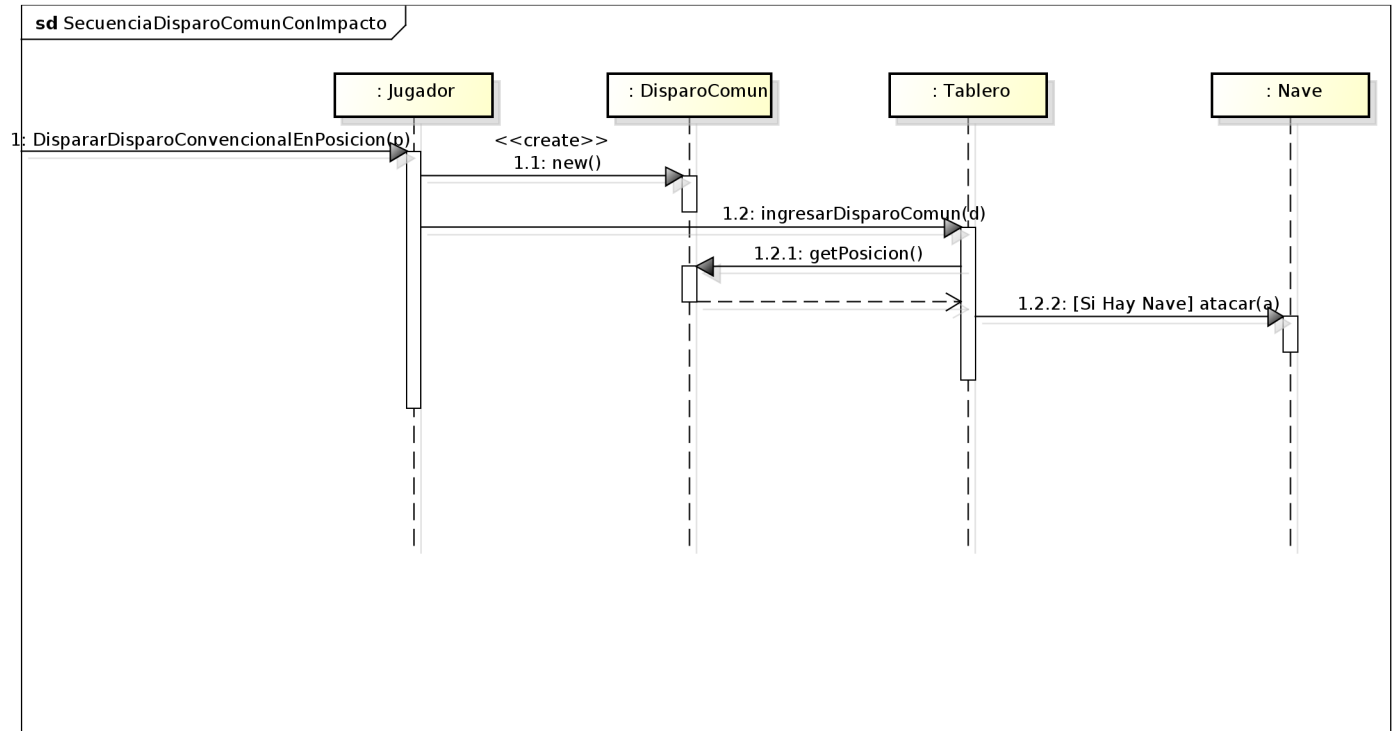 sd SecuenciaDisparoComunConImpacto
: Jugador
: DisparoComun
: Tablero
: Nave
1: DispararDisparoConvencionalEnPosicion(p)
<<create>>
1.1: new()
1.2: ingresarDisparoComun(d)
1.2.1: getPosicion()
1.2.2: [Si Hay Nave] atacar(a)